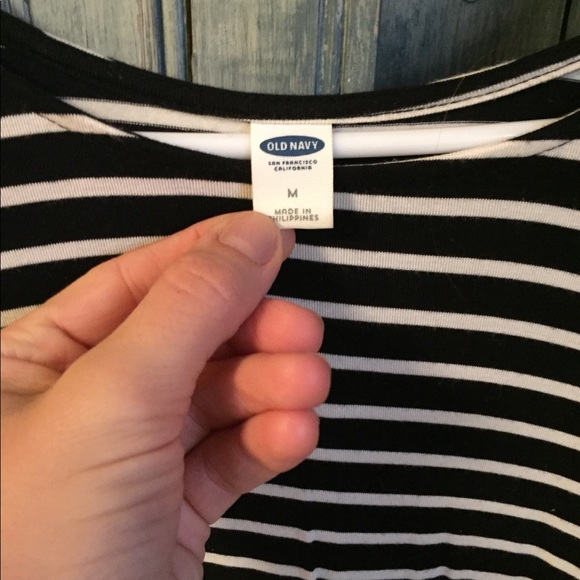 OLD NAVY
SAN FRANCISCO
CALIFORNIA
M
MADE IN
PHILIPPINES